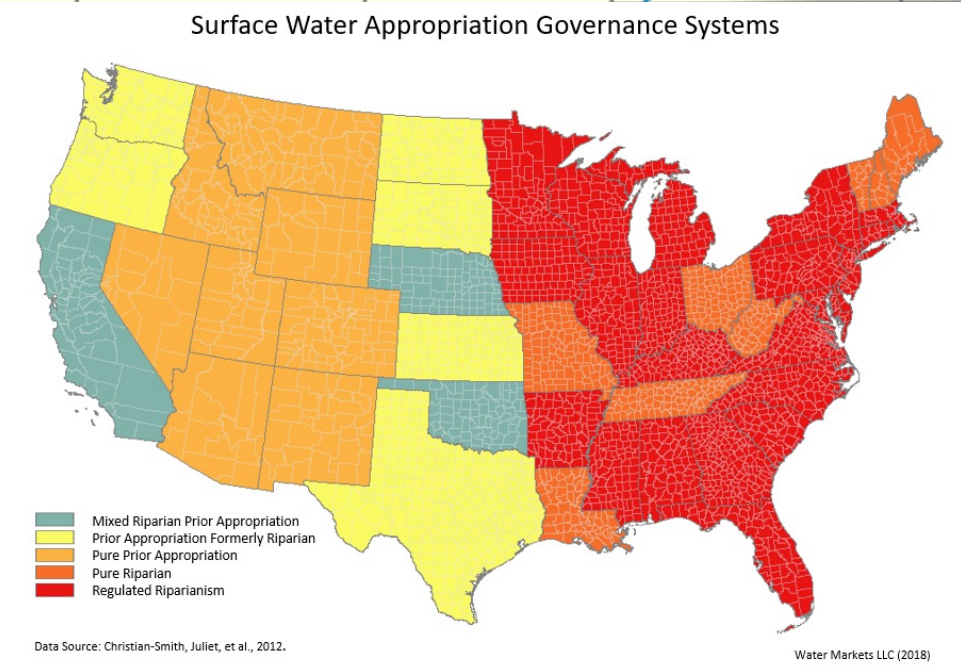 Surface Water Appropriation Governance Systems
Mixed Riparian Prior Appropriation
Prior Appropriation Formerly Riparian
Pure Prior Appropriation
Pure Riparian
Regulated Riparianism
Data Source: Christian-Smith, Juliet, et al., 2012.
Water Markets LLC (2018)